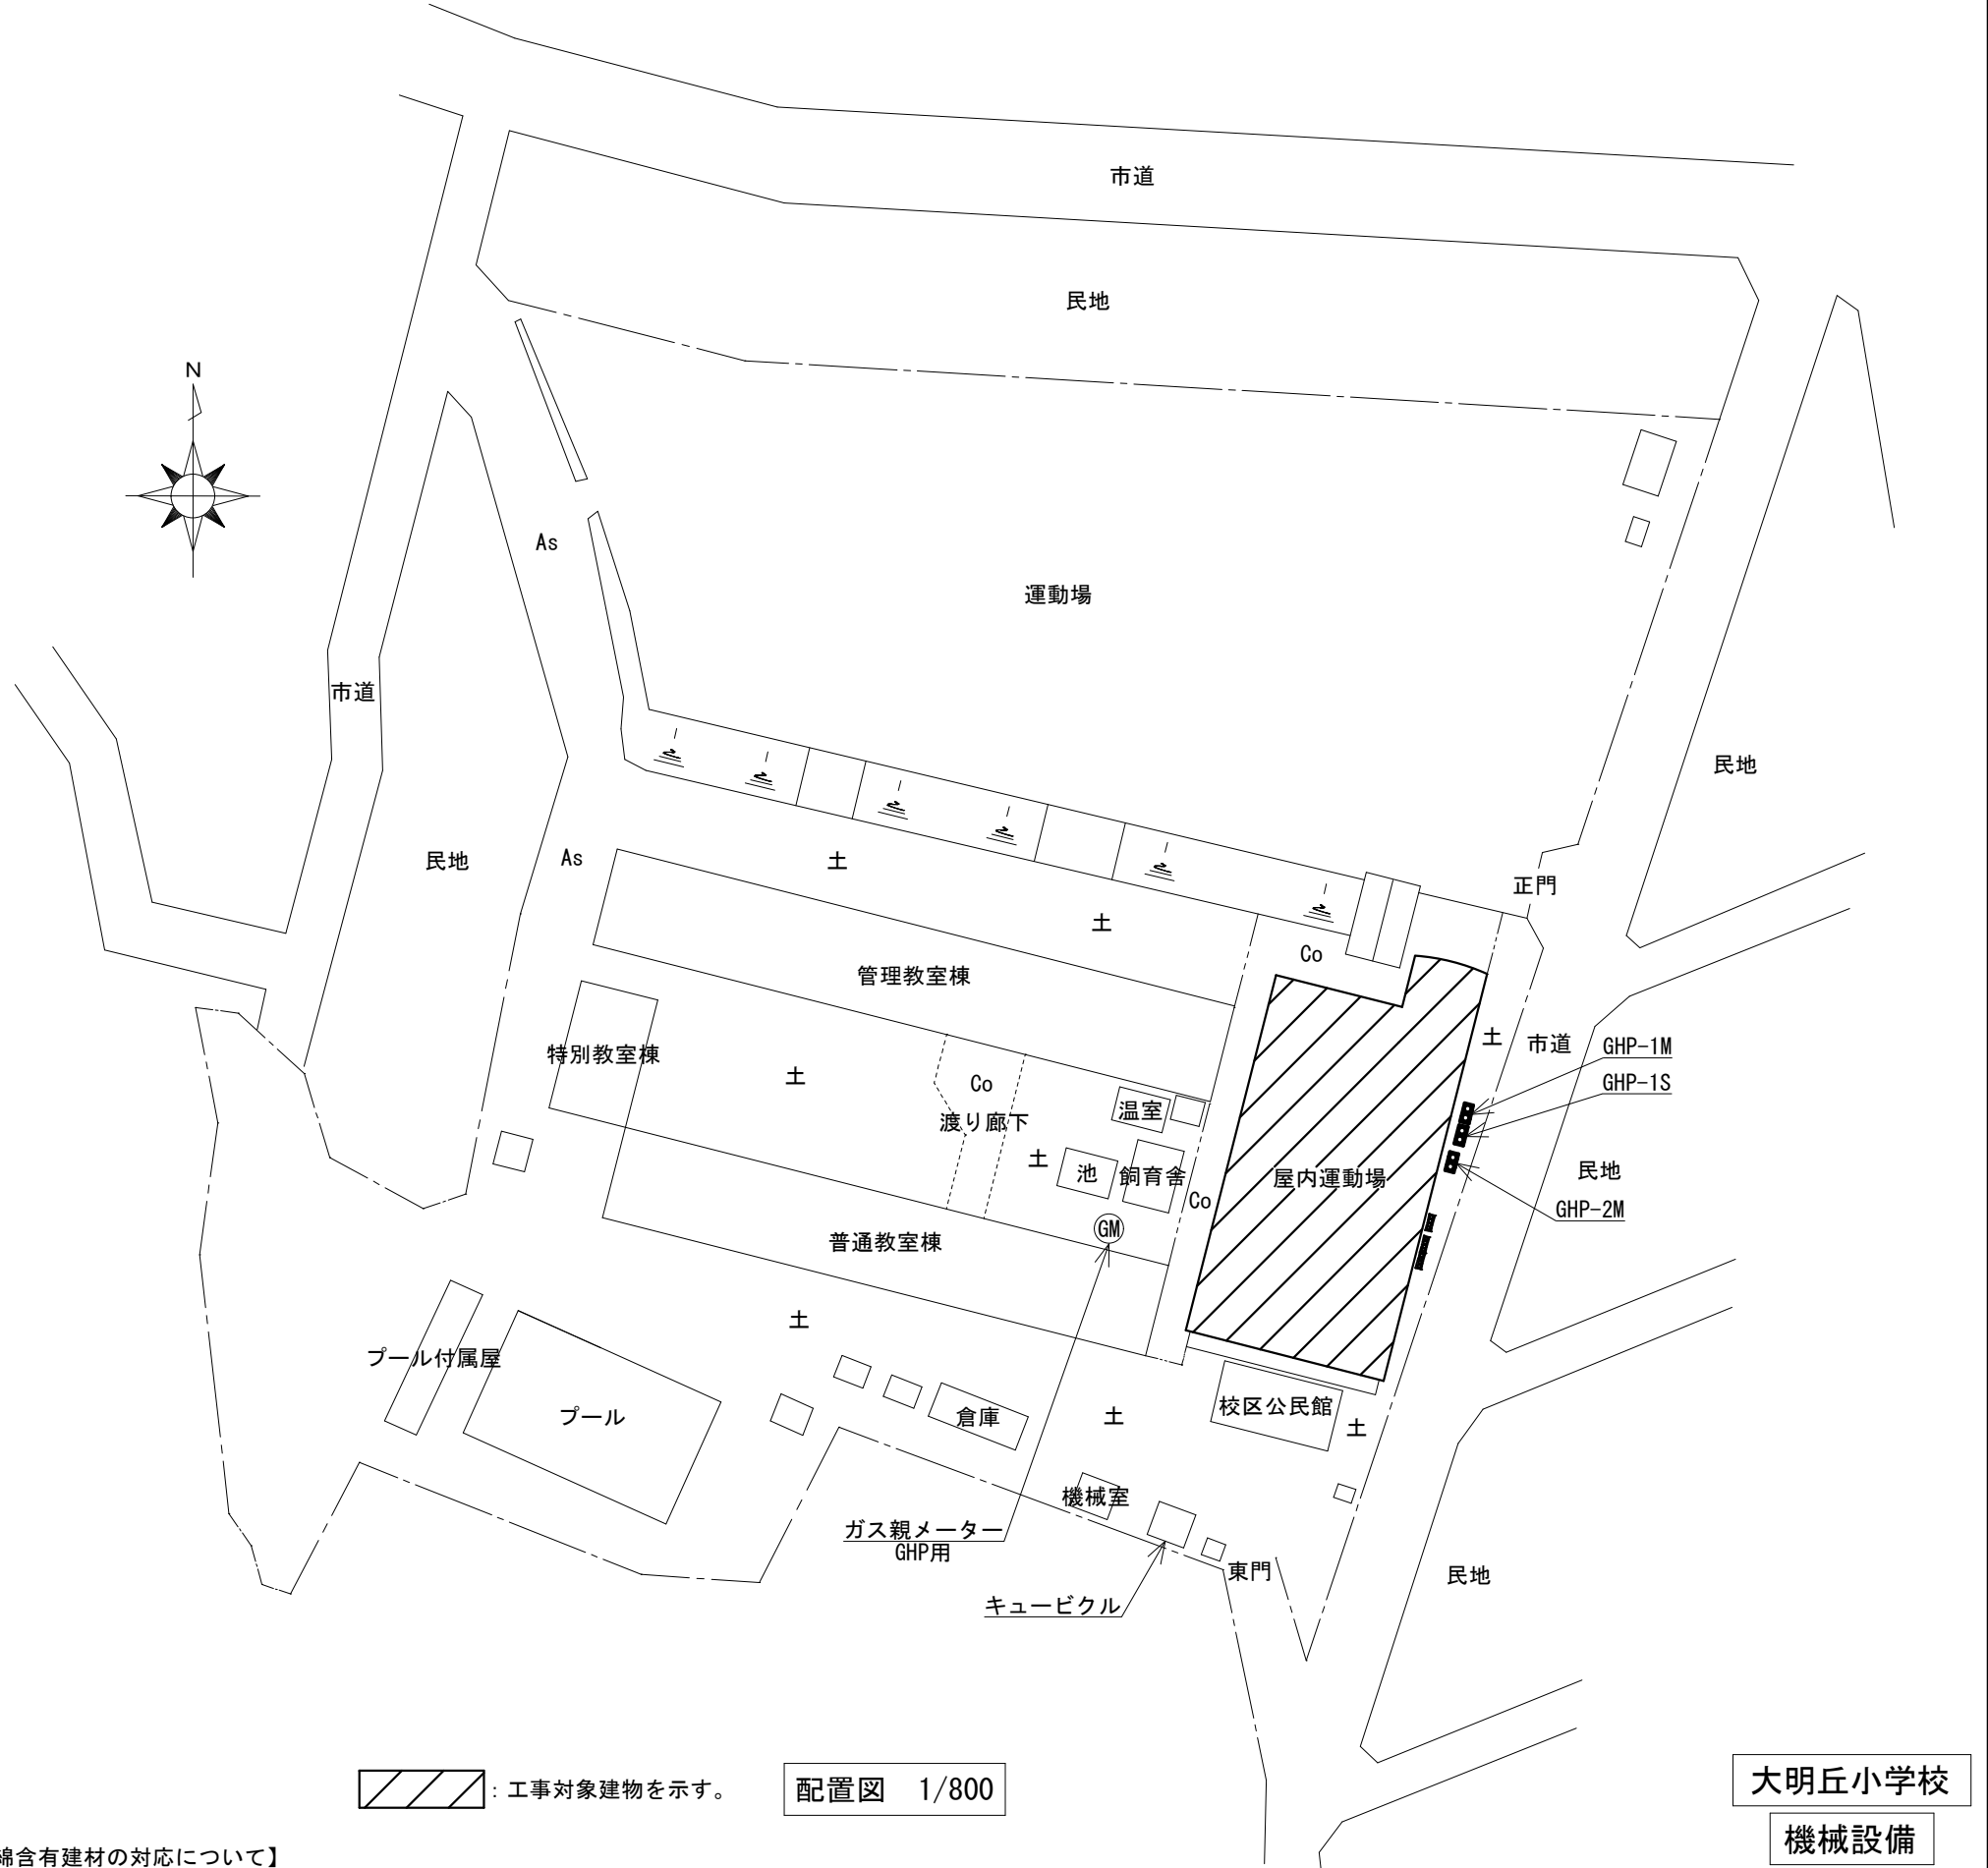 市道
民地
N
As
運動場
市道
民地
民地
As
土
正門
土
Co
管理教室棟
土
市道
GHP-1M
特別教室棟
土
Co
GHP-1S
温室
渡り廊下
土
池
飼育舎
屋内運動場
民地
Co
GHP-2M
GM
普通教室棟
土
プール付属屋
プール
倉庫
土
校区公民館
土
機械室
ガス親メーター
GHP用
東門
民地
キュービクル
:工事対象建物を示す。
配置図 1/800
大明丘小学校
機械設備
綿含有建材の対応について】